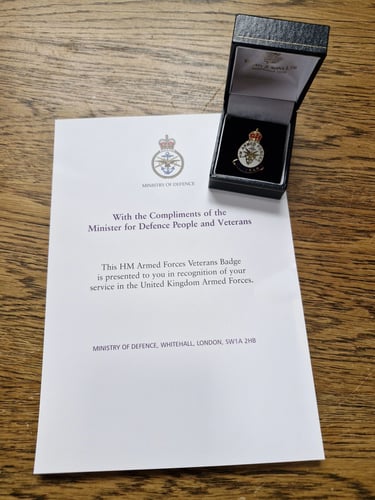 MINISTRY OF DEFENCE
With the Compliments of the
Minister for Defence People and Veterans
This HM Armed Forces Veterans Badge
is presented to you in recognition of your
service in the United Kingdom Armed Forces.
MINISTRY OF DEFENCE, WHITEHALL, LONDON, SW1A 2HB